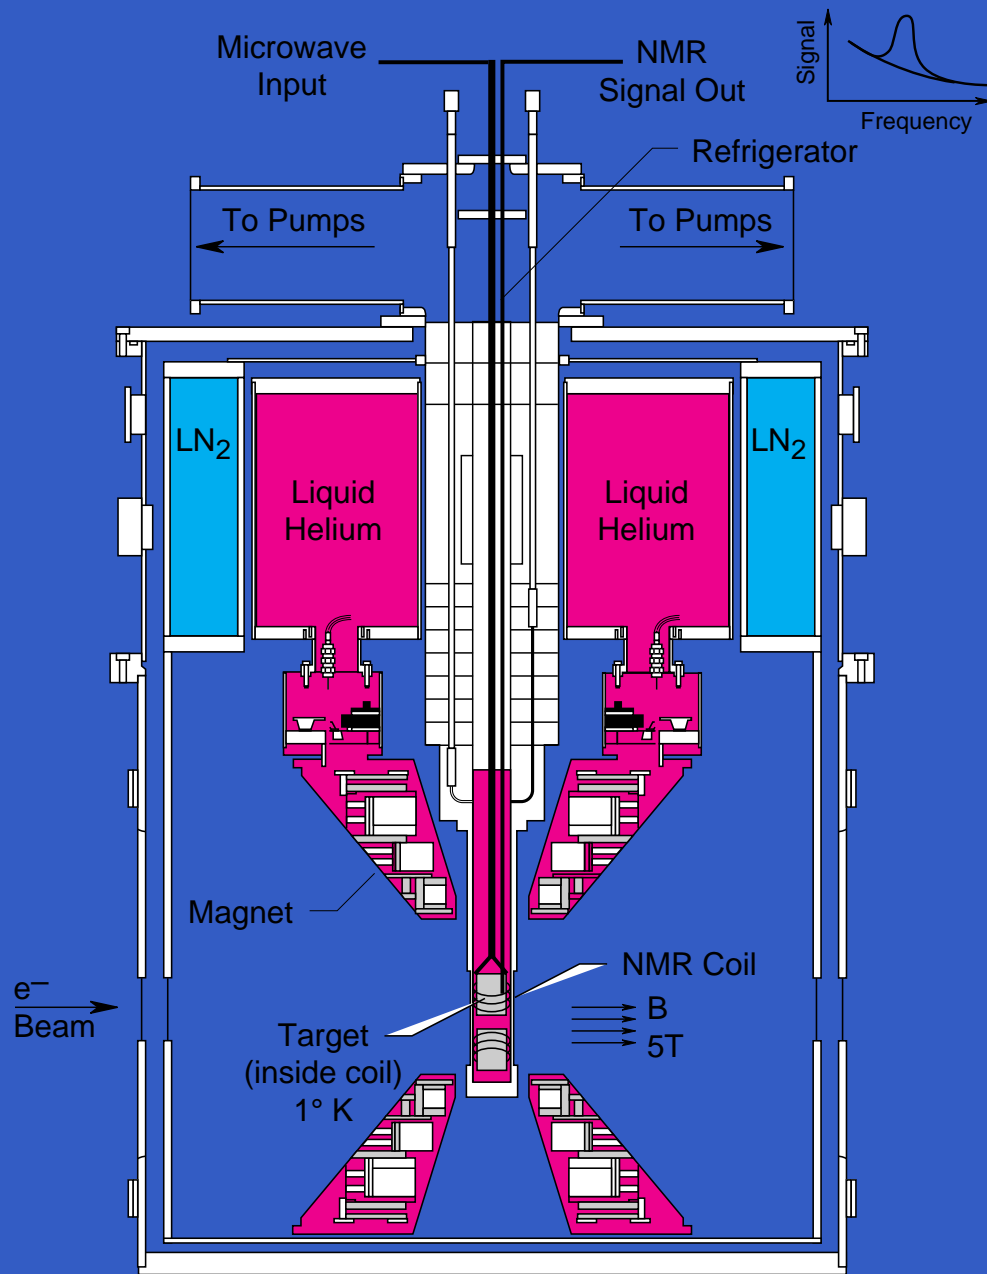 Microwave
Input
NMR
Signal Out
Signal
Frequency
Refrigerator
To Pumps
To Pumps
LN2
Liquid
Helium
Liquid
Helium
LN2
Magnet
NMR Coil
e–
Beam
Target
(inside coil)
1° K
B
5T